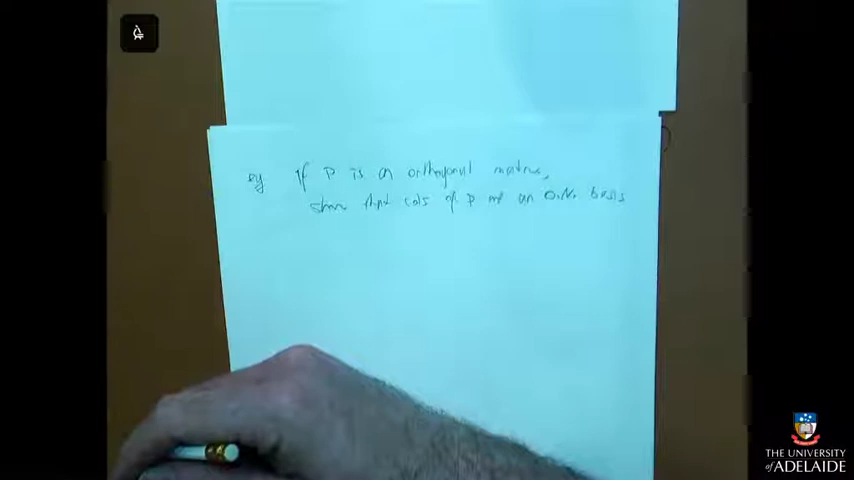 eg If P is an orthogonal matrix,
show that cols of P are an O.N. basis
THE UNIVERSITY
of ADELAIDE